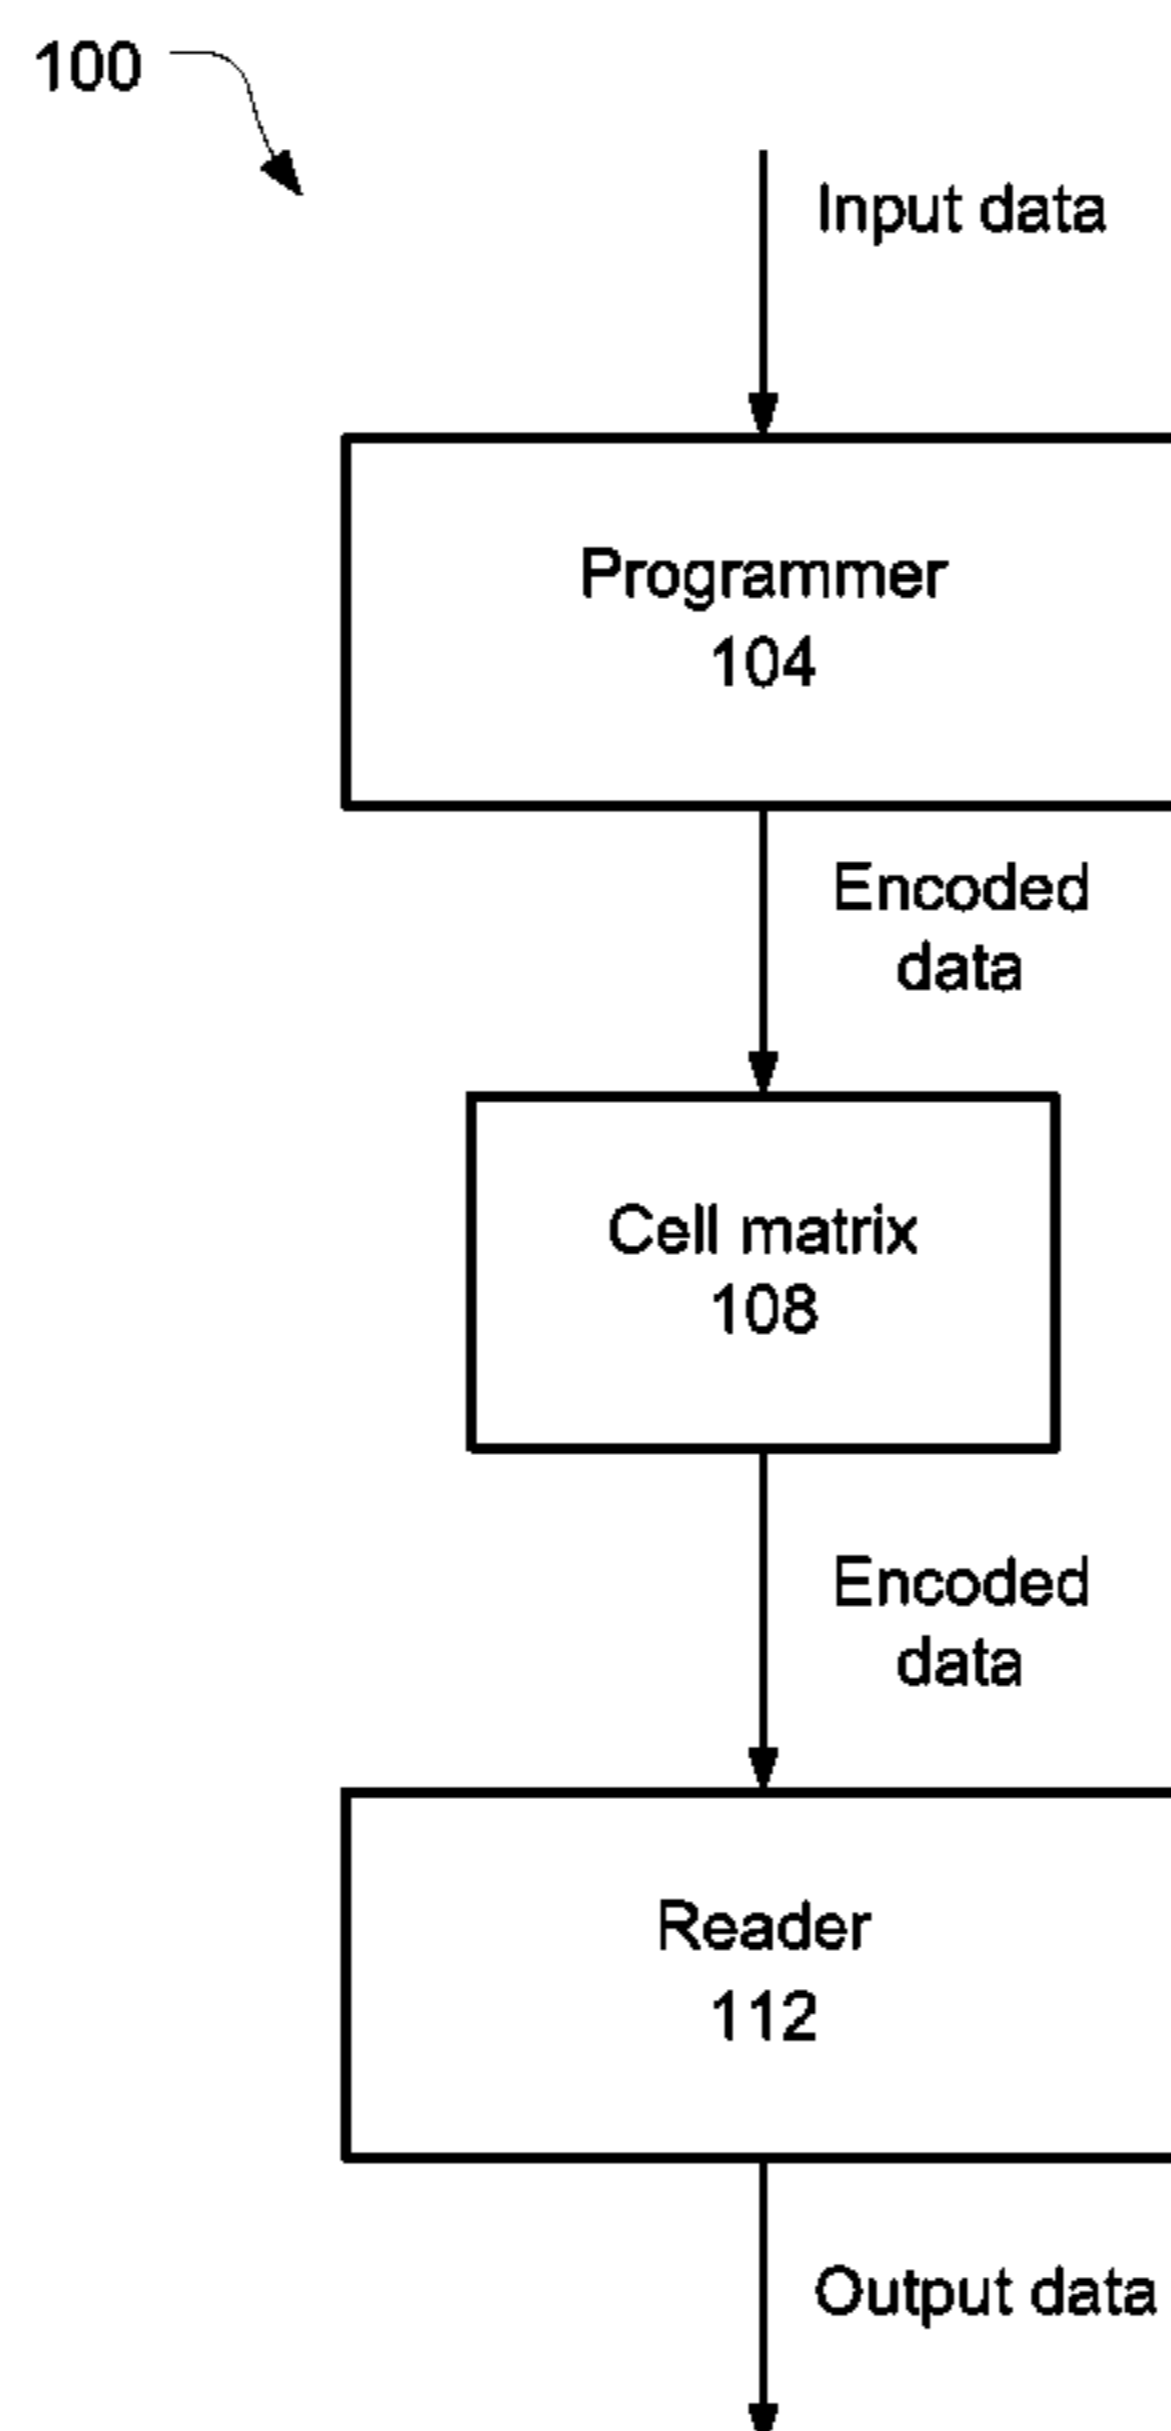 100
Input data
Programmer
104
Encoded
data
Cell matrix
108
Encoded
data
Reader
112
Output data